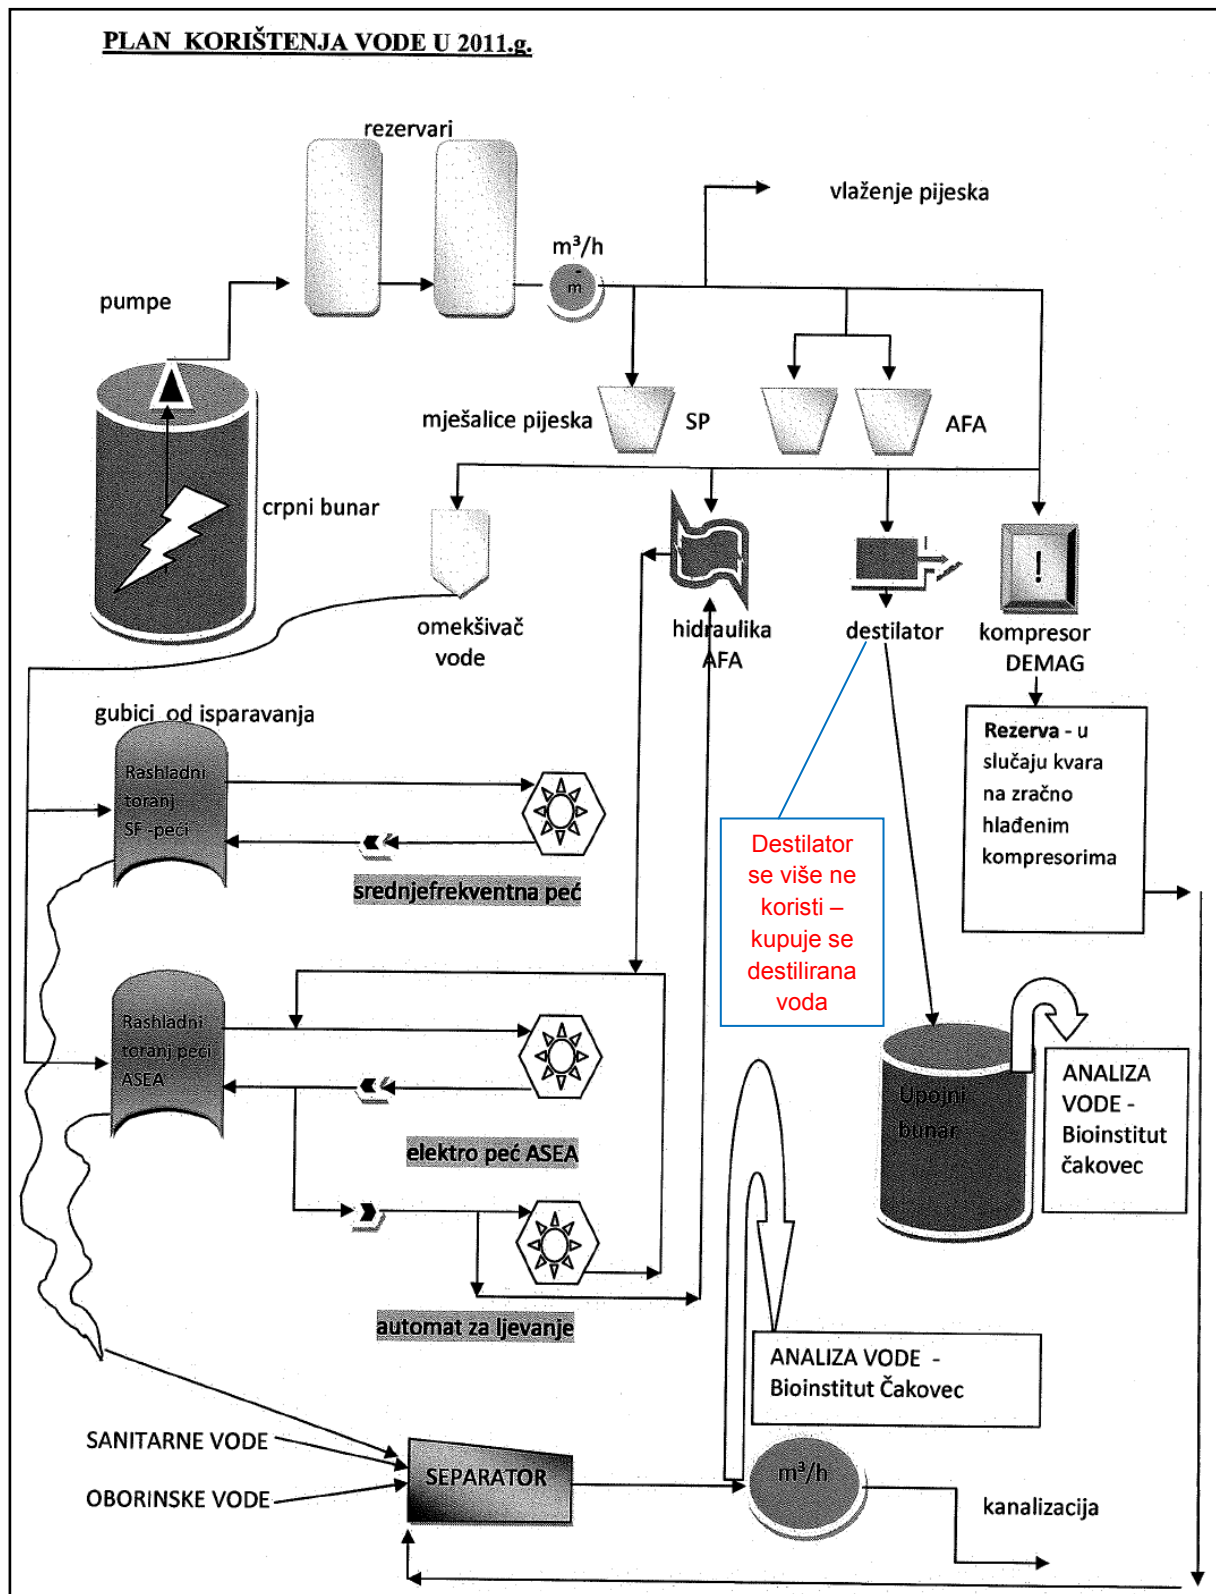 PLAN KORIŠTENJA VODE U 2011.g.
rezervari
vlaženje pijeska
m³/h
m
pumpe
mješalice pijeska
SP
AFA
crpni bunar
!
omekšivač
vode
hidraulika
AFA
destilator
kompresor
DEMAG
gubici od isparavanja
Rashladni
toranj
SF -peći
srednjefrekventna peć
Rezerva - u
slučaju kvara
na zračno
hlađenim
kompresorima
Destilator
se više ne
koristi –
kupuje se
destilirana
voda
Rashladni
toranj peći
ASEA
elektro peć ASEA
Upojni
bunar
ANALIZA
VODE -
Bioinstitut
čakovec
automat za ljevanje
ANALIZA VODE -
Bioinstitut Čakovec
SANITARNE VODE
OBORINSKE VODE
SEPARATOR
m³/h
kanalizacija